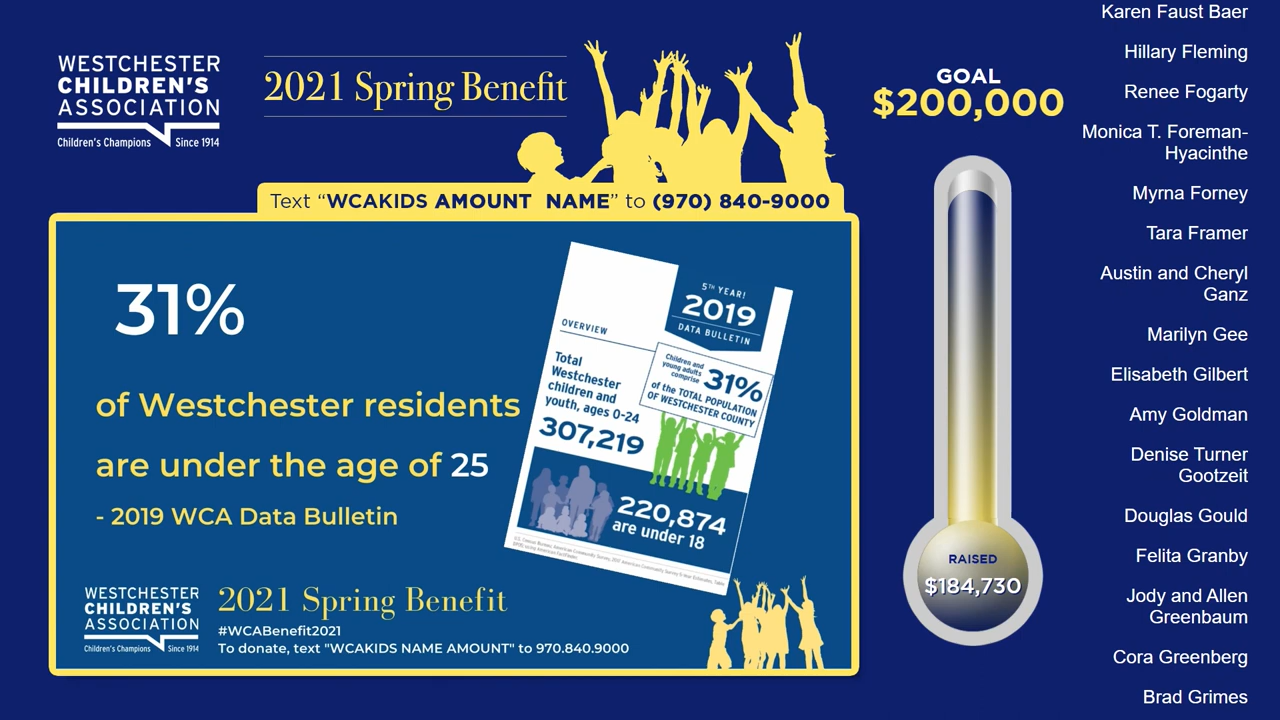 WESTCHESTER
CHILDREN'S
ASSOCIATION
Children's Champions Since 1914
2021 Spring Benefit
Text “WCAKIDS AMOUNT NAME” to (970) 840-9000
31%
of Westchester residents
are under the age of 25
- 2019 WCA Data Bulletin
5TH YEAR!
2019
DATA BULLETIN
OVERVIEW
Total
Westchester
children and
youth, ages 0-24
307,219
Children and
young adults
comprise
31%
of the TOTAL POPULATION
OF WESTCHESTER COUNTY
220,874
are under 18
WESTCHESTER
CHILDREN'S
ASSOCIATION
Children's Champions Since 1914
2021 Spring Benefit
#WCABenefit2021
To donate, text "WCAKIDS NAME AMOUNT" to 970.840.9000
GOAL
$200,000
RAISED
$184,730
Karen Faust Baer
Hillary Fleming
Renee Fogarty
Monica T. Foreman-
Hyacinthe
Myrna Forney
Tara Framer
Austin and Cheryl
Ganz
Marilyn Gee
Elisabeth Gilbert
Amy Goldman
Denise Turner
Gootzeit
Douglas Gould
Felita Granby
Jody and Allen
Greenbaum
Cora Greenberg
Brad Grimes